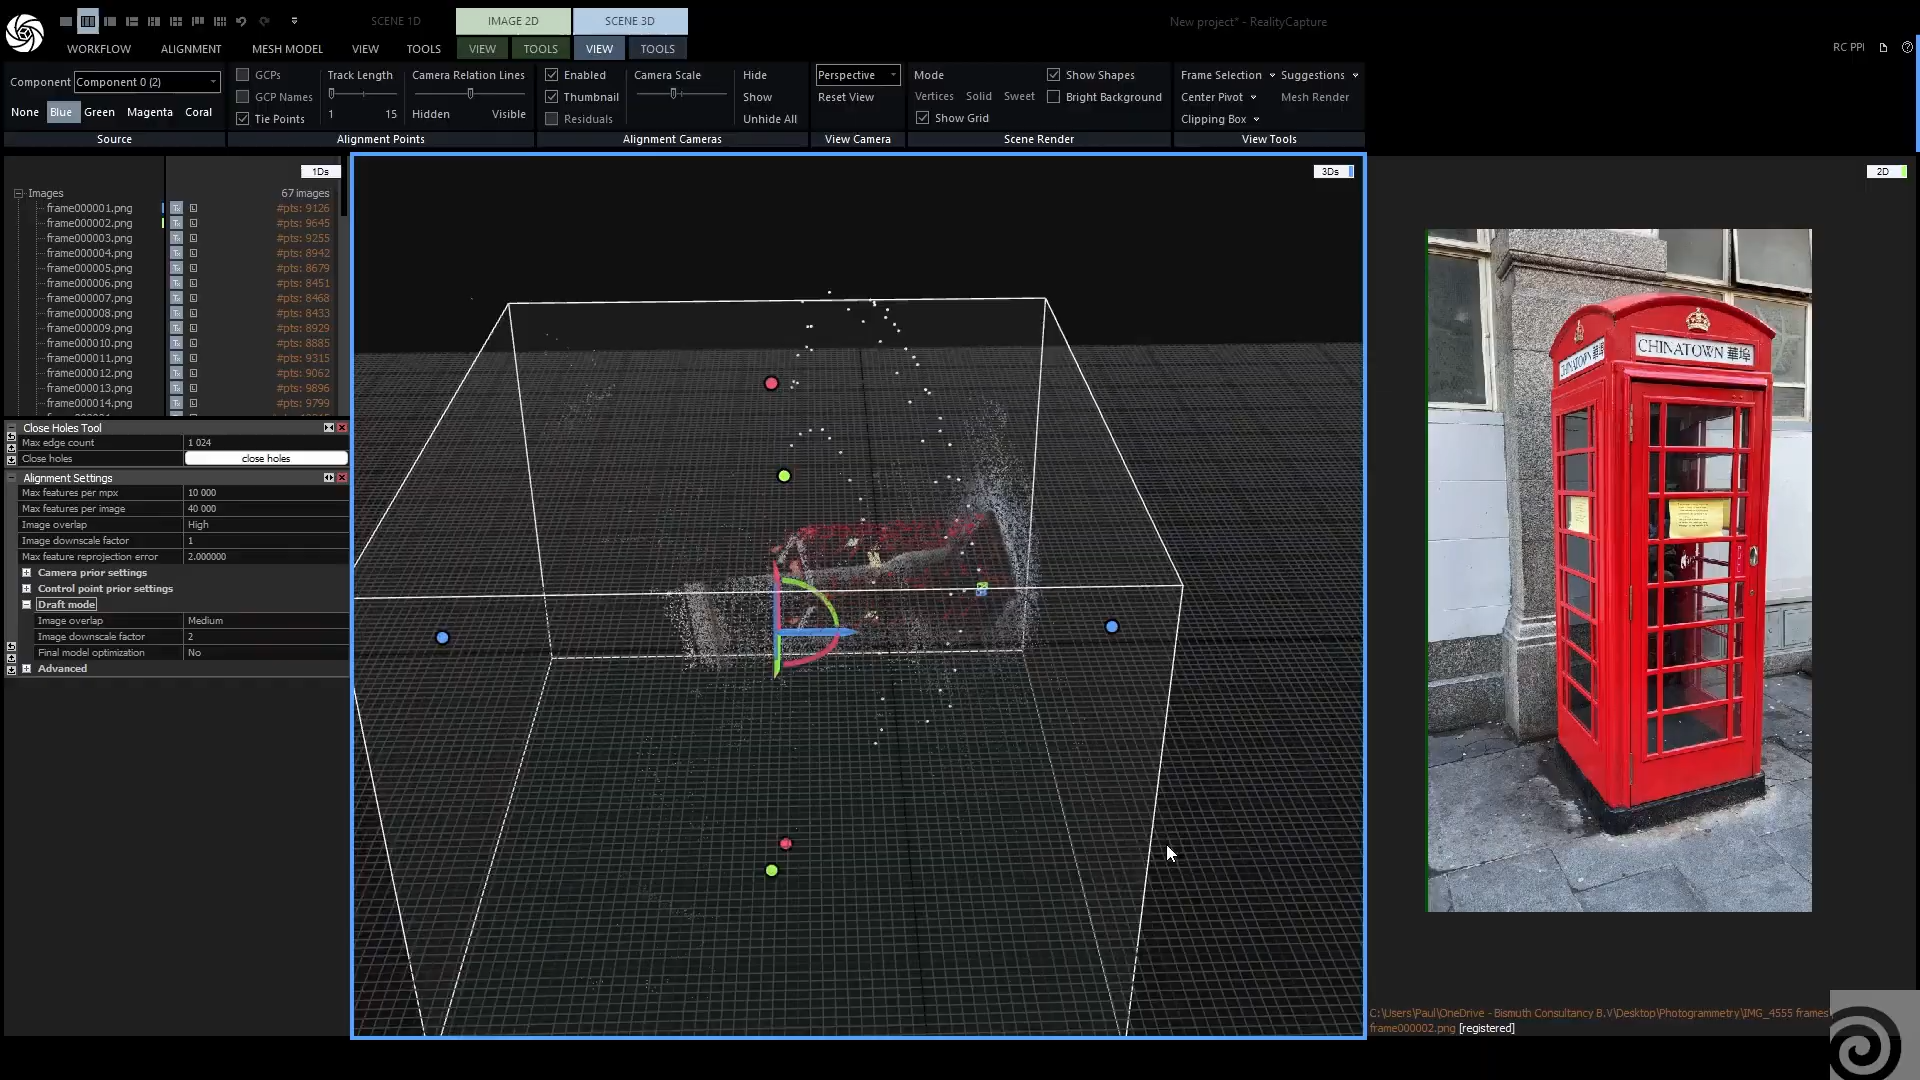 SCENE 1D
IMAGE 2D
SCENE 3D
New project* - RealityCapture
WORKFLOW
ALIGNMENT
MESH MODEL
VIEW
TOOLS
VIEW
TOOLS
VIEW
TOOLS
RC PPI
Component
Component 0 (2)
None
Blue
Green
Magenta
Coral
Source
GCPs
GCP Names
Tie Points
Track Length
1
15
Camera Relation Lines
Hidden
Visible
Alignment Points
Enabled
Thumbnail
Residuals
Camera Scale
Hide
Show
Unhide All
Alignment Cameras
Perspective
Reset View
View Camera
Mode
Vertices
Solid
Sweet
Show Grid
Show Shapes
Bright Background
Scene Render
Frame Selection
Center Pivot
Clipping Box
Suggestions
Mesh Render
View Tools
1Ds
Images
67 images
frame000001.png
#pts: 9126
frame000002.png
#pts: 9645
frame000003.png
#pts: 9255
frame000004.png
#pts: 8942
frame000005.png
#pts: 8679
frame000006.png
#pts: 8451
frame000007.png
#pts: 8468
frame000008.png
#pts: 8433
frame000009.png
#pts: 8929
frame000010.png
#pts: 8885
frame000011.png
#pts: 9315
frame000012.png
#pts: 9062
frame000013.png
#pts: 9896
frame000014.png
#pts: 9799
Close Holes Tool
Max edge count
1 024
Close holes
close holes
Alignment Settings
Max features per mpx
10 000
Max features per image
40 000
Image overlap
High
Image downscale factor
1
Max feature reprojection error
2.000000
Camera prior settings
Control point prior settings
Draft mode
Image overlap
Medium
Image downscale factor
2
Final model optimization
No
Advanced
3Ds
2D
CHINATOWN 華埠
CHINATOWN 華埠
C:\Users\Paul\OneDrive - Bismuth Consultancy B.V\Desktop\Photogrammetry\IMG_4555 frames
frame000002.png [registered]